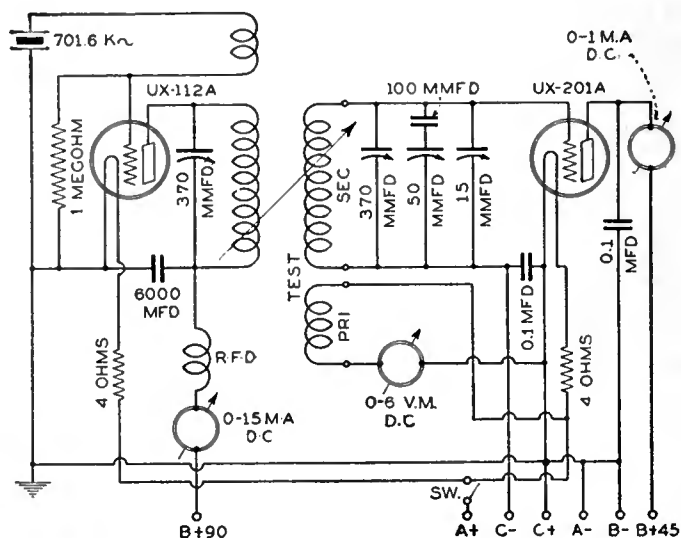 701.6 K~
0-1 M.A
D.C.
UX-112A
100 MMFD
UX-201A
1 MEGOHM
370
MMFD
SEC
370
MMFD
50
MMFD
15
MMFD
0.1
MFD
6000
MFD
TEST
PRI
0.1 MFD
4 OHMS
R.F.D
0-15 M.A
D.C
0-6 V.M.
D.C
4 OHMS
SW.
B+90
A+
C-
C+
A-
B-
B+45